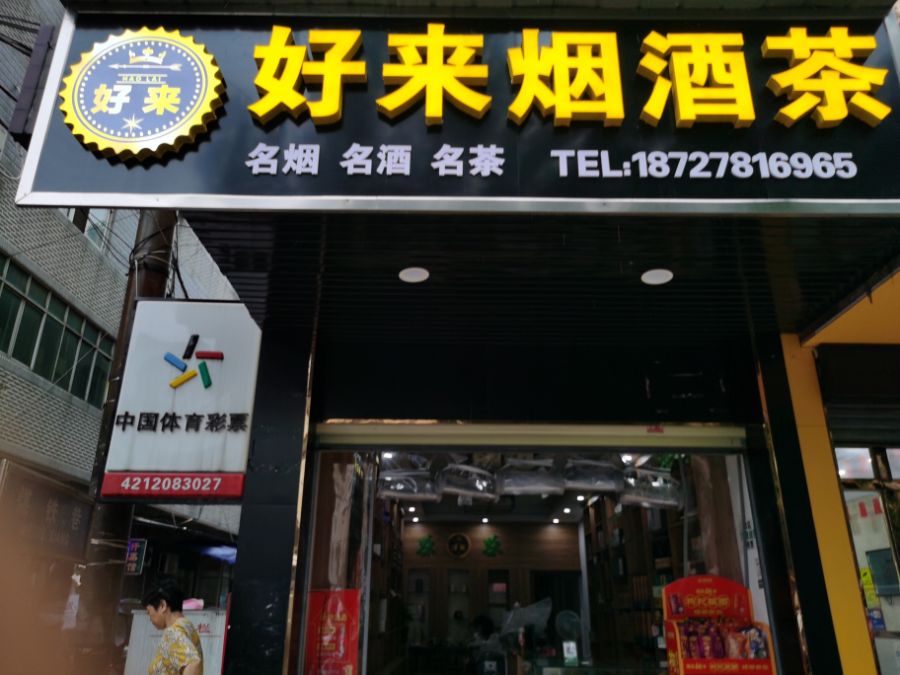 好来烟酒茶
HAO LAI
好来
名烟 名酒 名茶 TEL:18727816965
中国体育彩票
4212083027